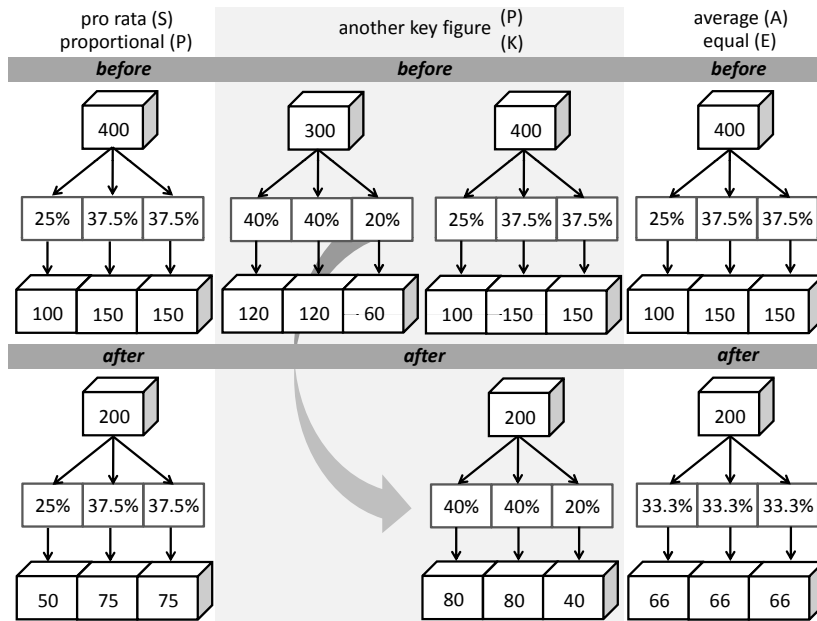 pro rata (S)
proportional (P)
another key figure (P)
(K)
average (A)
equal (E)
before before before
400 300 400 400
25% 37.5% 37.5% 40% 40% 20% 25% 37.5% 37.5% 25% 37.5% 37.5%
100 150 150 120 120 60 100 150 150 100 150 150
after after after
200 200 200
25% 37.5% 37.5% 40% 40% 20% 33.3% 33.3% 33.3%
50 75 75 80 80 40 66 66 66